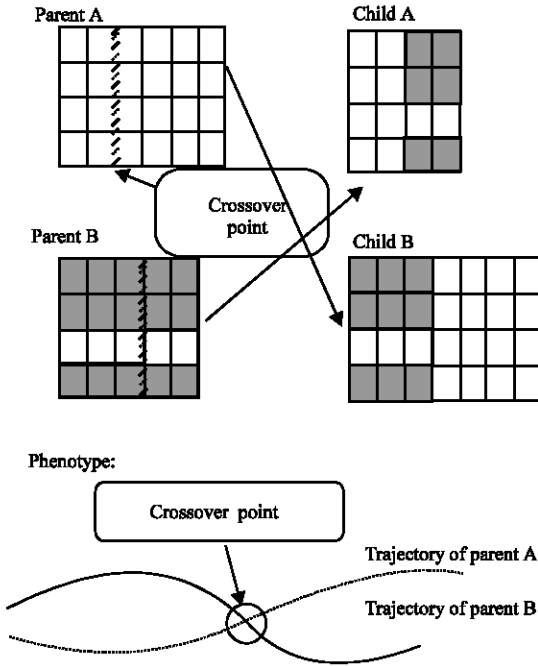 Parent A
Child A
Crossover
point
Parent B
Child B
Phenotype:
Crossover point
Trajectory of parent A
Trajectory of parent B